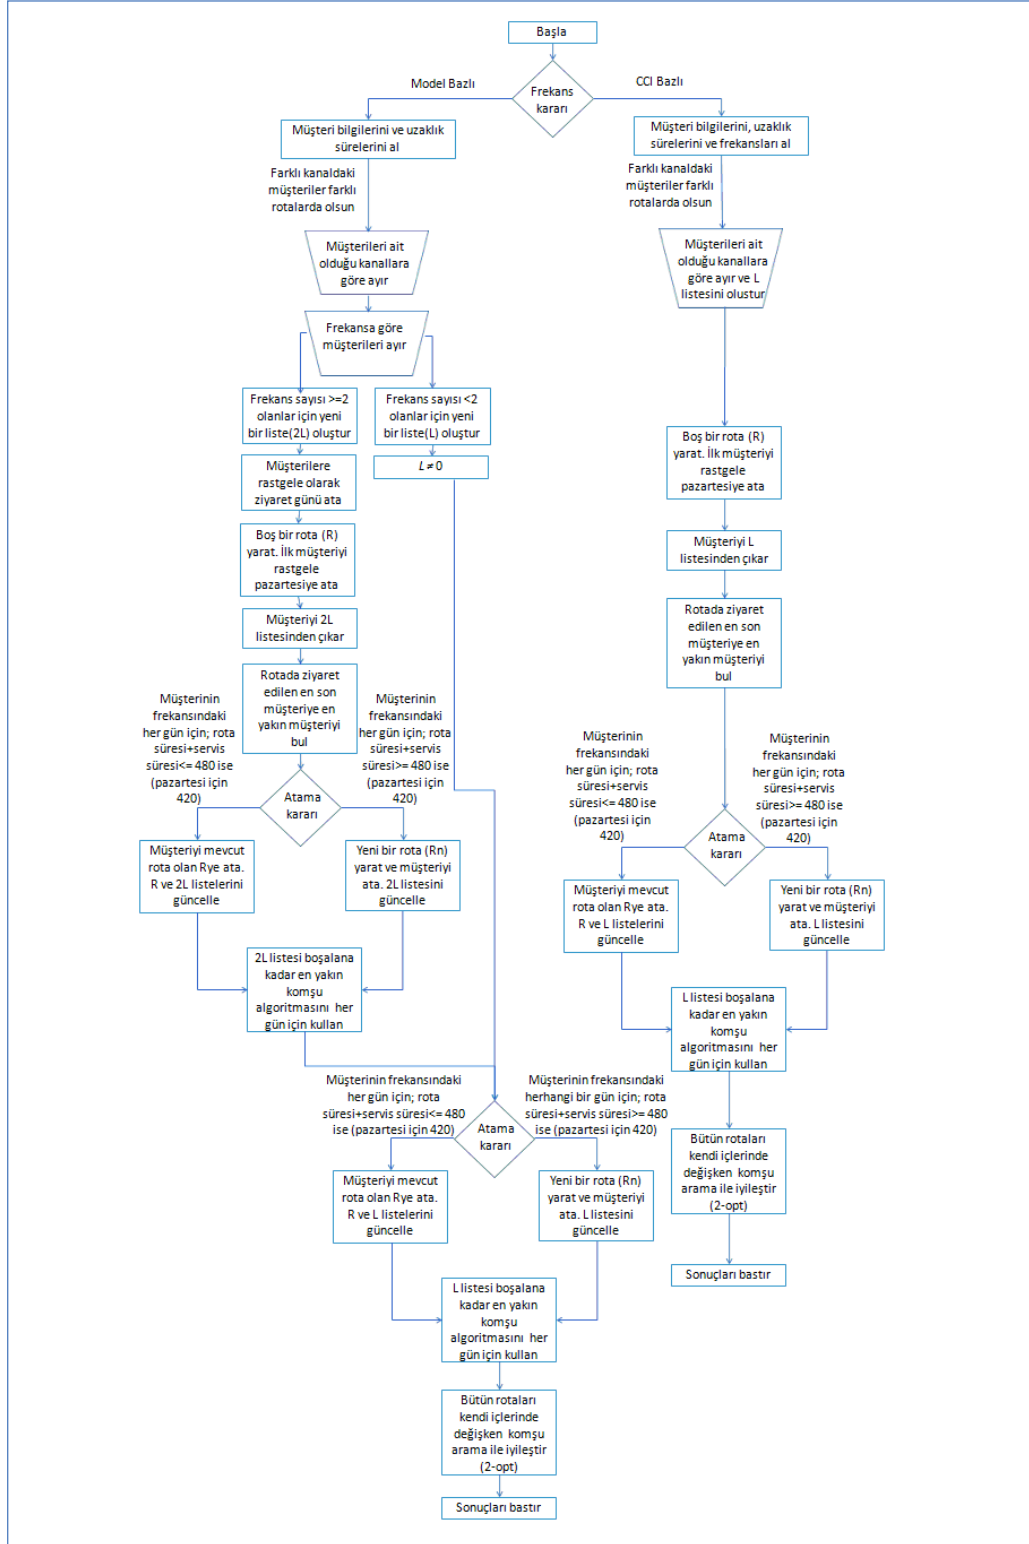 Başla
Frekans
kararı
Model Bazlı
CCI Bazlı
Müşteri bilgilerini ve uzaklık
sürelerini al
Farklı kanaldaki
müşteriler farklı
rotalarda olsun
Müşterileri ait
olduğu kanallara
göre ayır
Frekansa göre
müşterileri ayır
Frekans sayısı >=2
olanlar için yeni
bir liste(2L) oluştur
Frekans sayısı <2
olanlar için yeni
bir liste(L) oluştur
Müşterilere
rastgele olarak
ziyaret günü ata
L ≠ 0
Boş bir rota (R)
yarat. İlk müşteriyi
rastgele
pazartesiye ata
Müşteriyi 2L
listesinden çıkar
Rotada ziyaret
edilen en son
müşteriye en
yakın müşteriyi
bul
Müşterinin
frekansındaki
her gün için; rota
süresi+servis
süresi<= 480 ise
(pazartesi için
420)
Müşterinin
frekansındaki
her gün için; rota
süresi+servis
süresi>= 480 ise
(pazartesi için
420)
Atama
kararı
Müşteriyi mevcut
rota olan Rye ata.
R ve 2L listelerini
güncelle
Yeni bir rota (Rn)
yarat ve müşteriyi
ata. 2L listesini
güncelle
2L listesi boşalana
kadar en yakın
komşu
algoritmasını her
gün için kullan
Müşterinin frekansındaki
her gün için; rota
süresi+servis süresi<= 480
ise (pazartesi için 420)
Müşterinin frekansındaki
herhangi bir gün için; rota
süresi+servis süresi>= 480
ise (pazartesi için 420)
Atama
kararı
Müşteriyi mevcut
rota olan Rye ata.
R ve L listelerini
güncelle
Yeni bir rota (Rn)
yarat ve müşteriyi
ata. L listesini
güncelle
L listesi boşalana
kadar en yakın
komşu
algoritmasını her
gün için kullan
Bütün rotaları
kendi içlerinde
değişken komşu
arama ile iyileştir
(2-opt)
Sonuçları bastır
Müşteri bilgilerini, uzaklık
sürelerini ve frekansları al
Farklı kanaldaki
müşteriler farklı
rotalarda olsun
Müşterileri ait
olduğu kanallara
göre ayır ve L
listesini olustur
Boş bir rota (R)
yarat. İlk müşteriyi
rastgele
pazartesiye ata
Müşteriyi L
listesinden çıkar
Rotada ziyaret
edilen en son
müşteriye en
yakın müşteriyi
bul
Müşterinin
frekansındaki
her gün için; rota
süresi+servis
süresi<= 480 ise
(pazartesi için
420)
Müşterinin
frekansındaki
her gün için; rota
süresi+servis
süresi>= 480 ise
(pazartesi için
420)
Atama
kararı
Müşteriyi mevcut
rota olan Rye ata.
R ve L listelerini
güncelle
Yeni bir rota (Rn)
yarat ve müşteriyi
ata. L listesini
güncelle
L listesi boşalana
kadar en yakın
komşu
algoritmasını her
gün için kullan
Bütün rotaları
kendi içlerinde
değişken komşu
arama ile iyileştir
(2-opt)
Sonuçları bastır